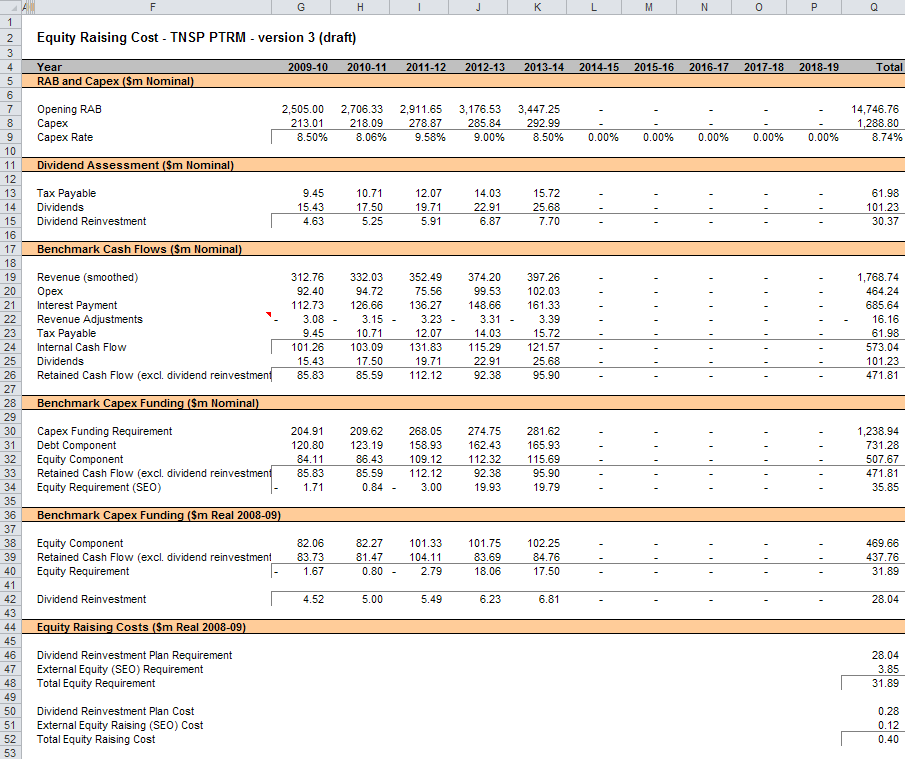 A F G H I J K L M N O P Q
1
2 Equity Raising Cost - TNSP PTRM - version 3 (draft)
3
4 Year 2009-10 2010-11 2011-12 2012-13 2013-14 2014-15 2015-16 2016-17 2017-18 2018-19 Total
5 RAB and Capex ($m Nominal)
6
7 Opening RAB 2,505.00 2,706.33 2,911.65 3,176.53 3,447.25 - - - - - 14,746.76
8 Capex 213.01 218.09 278.87 285.84 292.99 - - - - - 1,288.80
9 Capex Rate 8.50% 8.06% 9.58% 9.00% 8.50% 0.00% 0.00% 0.00% 0.00% 0.00% 8.74%
10
11 Dividend Assessment ($m Nominal)
12
13 Tax Payable 9.45 10.71 12.07 14.03 15.72 - - - - - 61.98
14 Dividends 15.43 17.50 19.71 22.91 25.68 - - - - - 101.23
15 Dividend Reinvestment 4.63 5.25 5.91 6.87 7.70 - - - - - 30.37
16
17 Benchmark Cash Flows ($m Nominal)
18
19 Revenue (smoothed) 312.76 332.03 352.49 374.20 397.26 - - - - - 1,768.74
20 Opex 92.40 94.72 75.56 99.53 102.03 - - - - - 464.24
21 Interest Payment 112.73 126.66 136.27 148.66 161.33 - - - - - 685.64
22 Revenue Adjustments - 3.08 - 3.15 - 3.23 - 3.31 - 3.39 - - - - - - 16.16
23 Tax Payable 9.45 10.71 12.07 14.03 15.72 - - - - - 61.98
24 Internal Cash Flow 101.26 103.09 131.83 115.29 121.57 - - - - - 573.04
25 Dividends 15.43 17.50 19.71 22.91 25.68 - - - - - 101.23
26 Retained Cash Flow (excl. dividend reinvestment 85.83 85.59 112.12 92.38 95.90 - - - - - 471.81
27
28 Benchmark Capex Funding ($m Nominal)
29
30 Capex Funding Requirement 204.91 209.62 268.05 274.75 281.62 - - - - - 1,238.94
31 Debt Component 120.80 123.19 158.93 162.43 165.93 - - - - - 731.28
32 Equity Component 84.11 86.43 109.12 112.32 115.69 - - - - - 507.67
33 Retained Cash Flow (excl. dividend reinvestment 85.83 85.59 112.12 92.38 95.90 - - - - - 471.81
34 Equity Requirement (SEO) - 1.71 0.84 - 3.00 19.93 19.79 - - - - - 35.85
35
36 Benchmark Capex Funding ($m Real 2008-09)
37
38 Equity Component 82.06 82.27 101.33 101.75 102.25 - - - - - 469.66
39 Retained Cash Flow (excl. dividend reinvestment 83.73 81.47 104.11 83.69 84.76 - - - - - 437.76
40 Equity Requirement - 1.67 0.80 - 2.79 18.06 17.50 - - - - - 31.89
41
42 Dividend Reinvestment 4.52 5.00 5.49 6.23 6.81 - - - - - 28.04
43
44 Equity Raising Costs ($m Real 2008-09)
45
46 Dividend Reinvestment Plan Requirement 28.04
47 External Equity (SEO) Requirement 3.85
48 Total Equity Requirement 31.89
49
50 Dividend Reinvestment Plan Cost 0.28
51 External Equity Raising (SEO) Cost 0.12
52 Total Equity Raising Cost 0.40
53